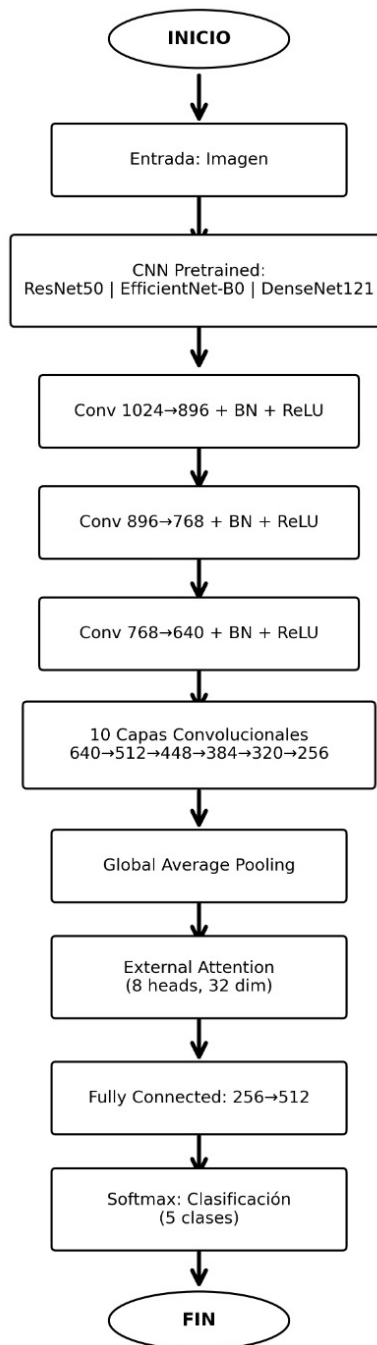 INICIO
Entrada: Imagen
CNN Pretrained:
ResNet50 | EfficientNet-B0 | DenseNet121
Conv 1024→896 + BN + ReLU
Conv 896→768 + BN + ReLU
Conv 768→640 + BN + ReLU
10 Capas Convolucionales
640→512→448→384→320→256
Global Average Pooling
External Attention
(8 heads, 32 dim)
Fully Connected: 256→512
Softmax: Clasificación
(5 clases)
FIN